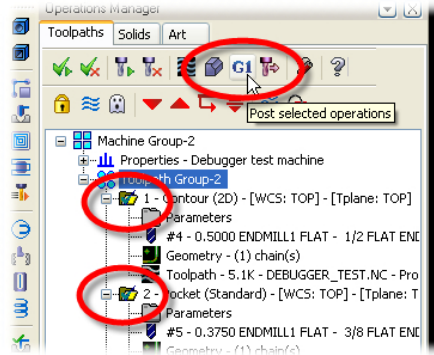 Operations Manager
Toolpaths Solids Art
G1
Post selected operations
Machine Group-2
Properties - Debugger test machine
Toolpath Group-2
1 - Contour (2D) - [WCS: TOP] - [Tplane: TOP]
Parameters
#4 - 0.5000 ENDMILL1 FLAT - 1/2 FLAT END
Geometry - (1) chain(s)
Toolpath - 5.1K - DEBUGGER_TEST.NC - Pro
2 - Pocket (Standard) - [WCS: TOP] - [Tplane: T
Parameters
#5 - 0.3750 ENDMILL1 FLAT - 3/8 FLAT END
Geometry - (1) chain(s)